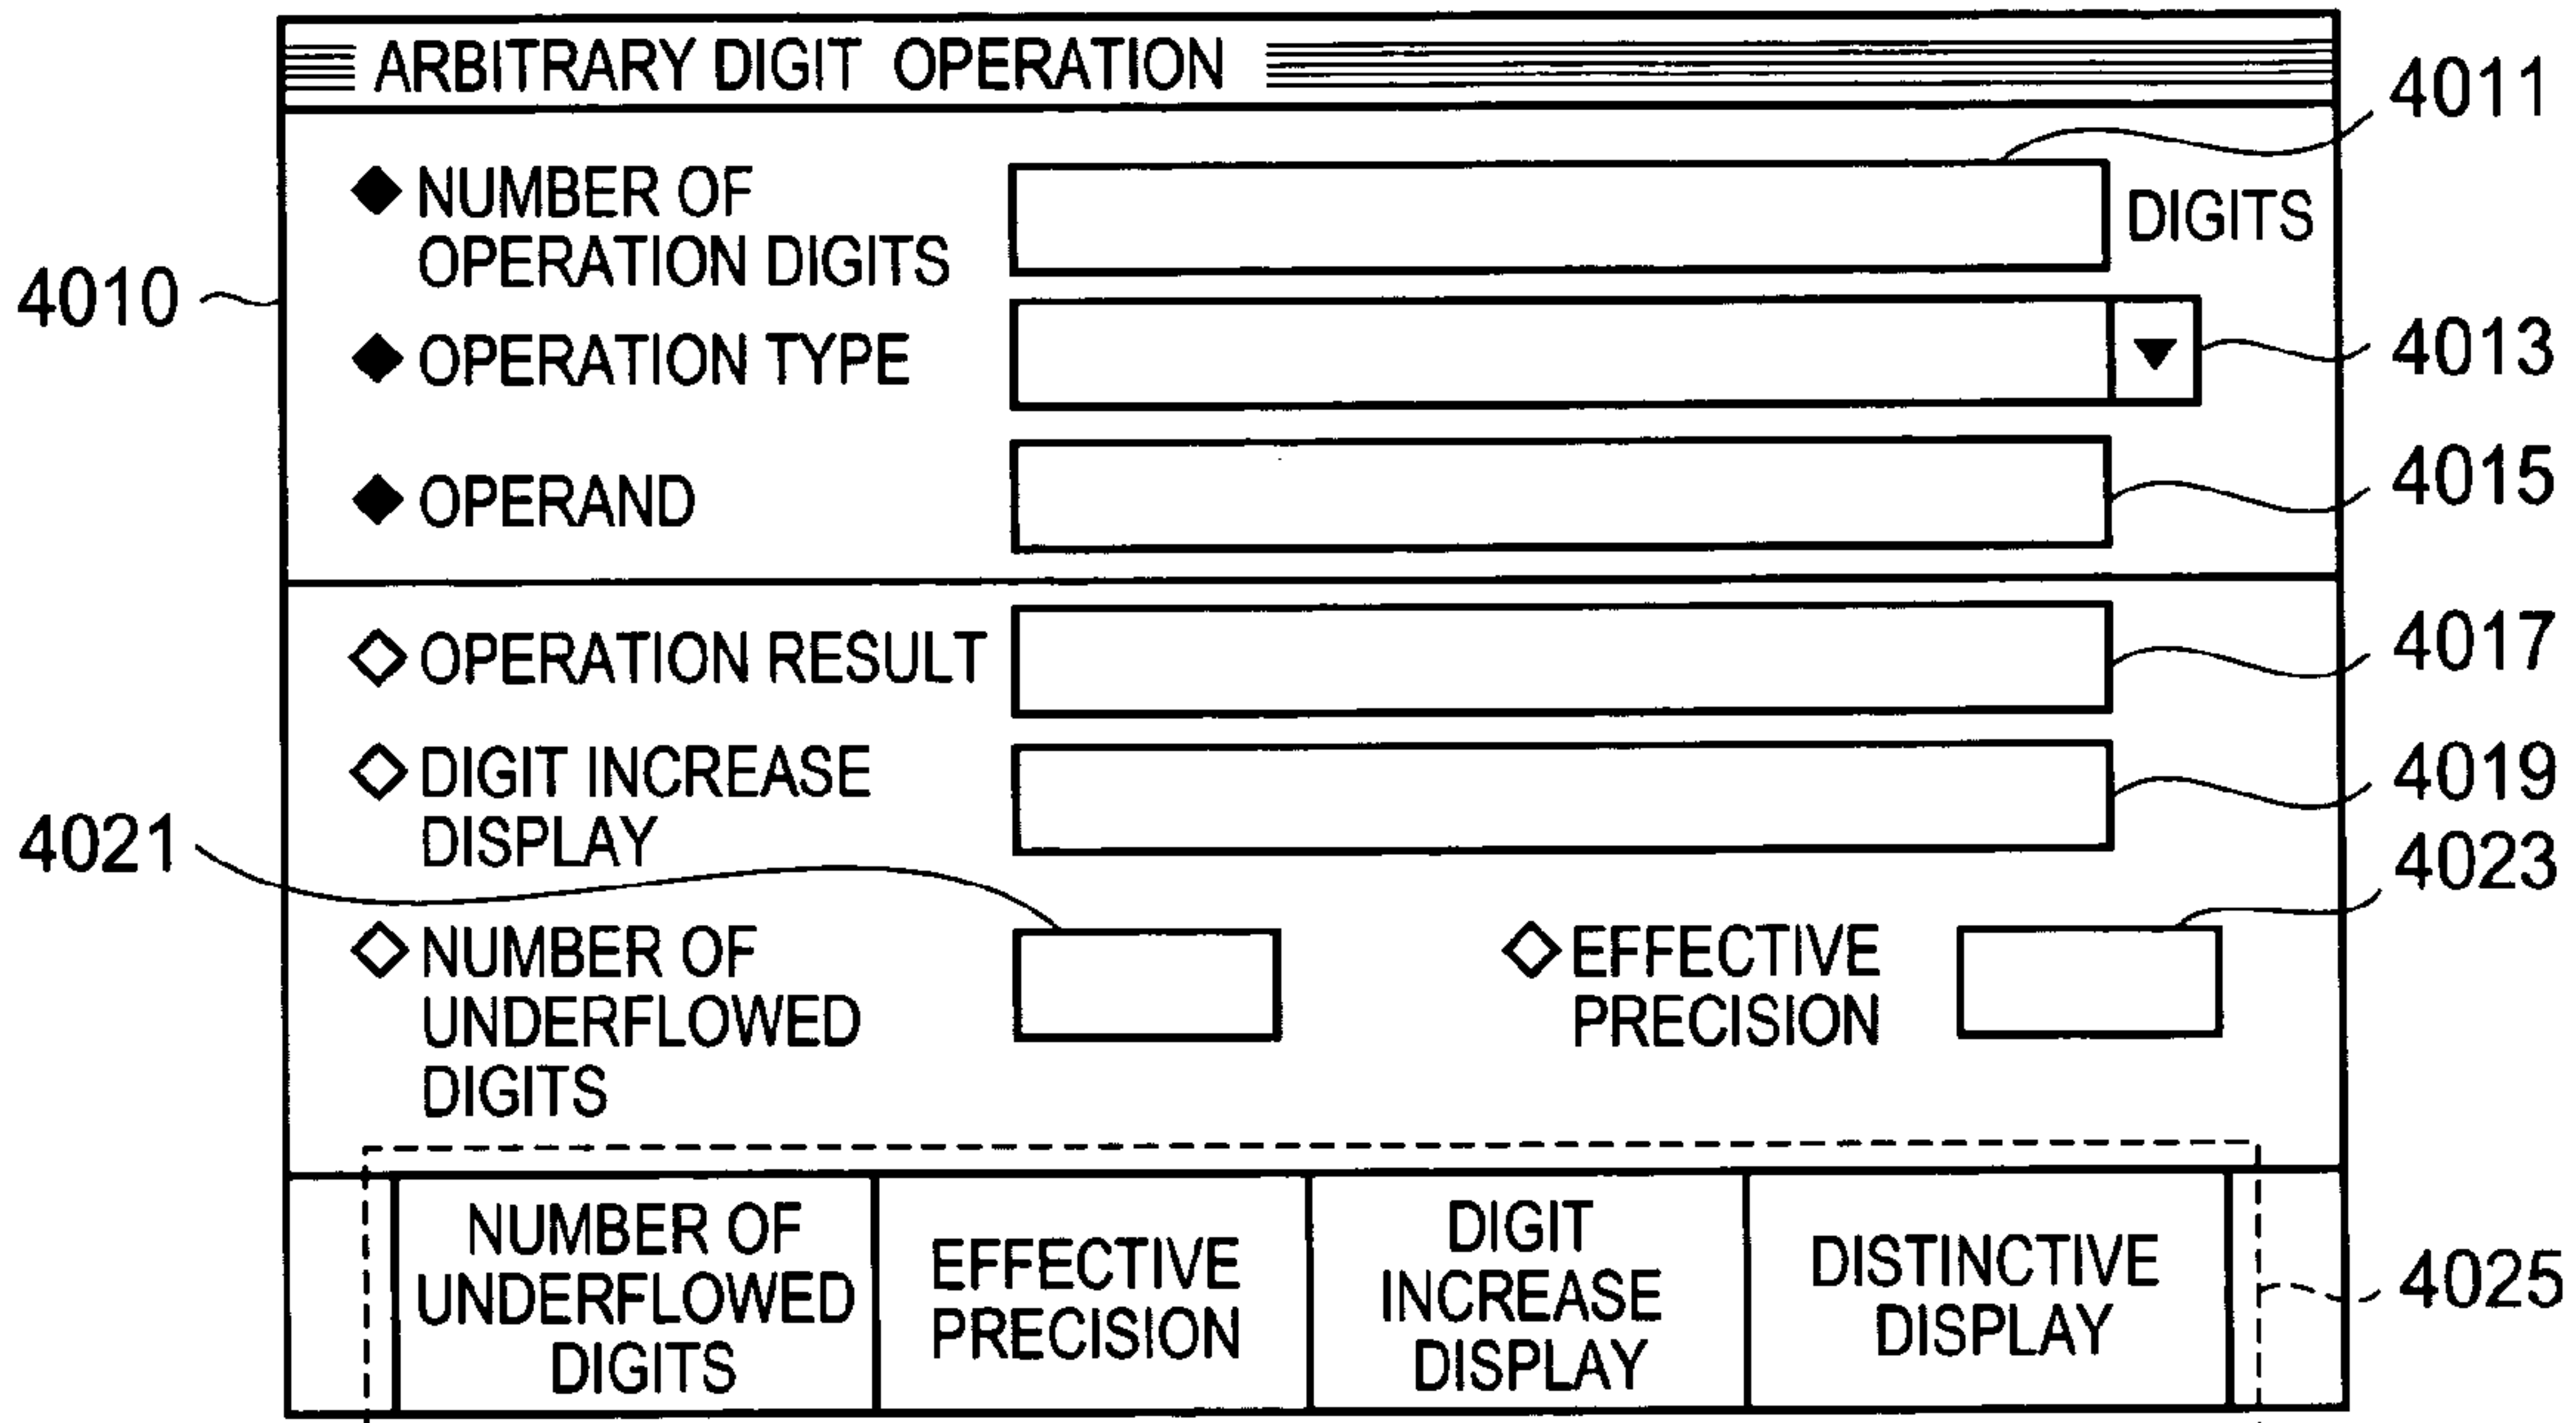 ARBITRARY DIGIT OPERATION
4011
NUMBER OF
OPERATION DIGITS
DIGITS
4010
OPERATION TYPE
4013
OPERAND
4015
OPERATION RESULT
4017
DIGIT INCREASE
DISPLAY
4019
4021
4023
NUMBER OF
UNDERFLOWED
DIGITS
EFFECTIVE
PRECISION
NUMBER OF
UNDERFLOWED
DIGITS
EFFECTIVE
PRECISION
DIGIT
INCREASE
DISPLAY
DISTINCTIVE
DISPLAY
4025